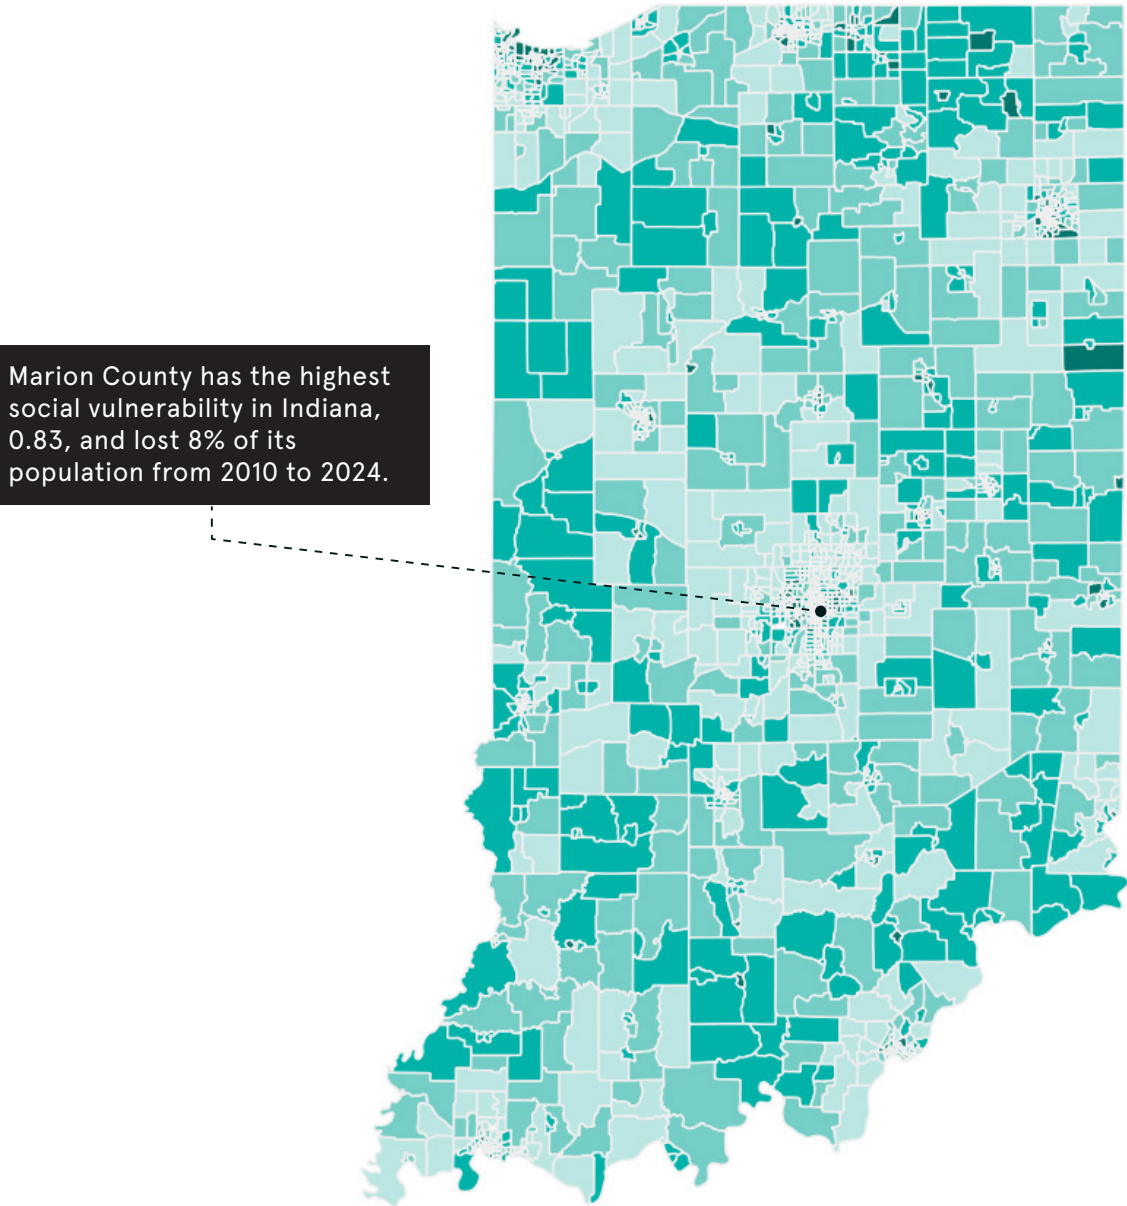 Marion County has the highest
social vulnerability in Indiana,
0.83, and lost 8% of its
population from 2010 to 2024.